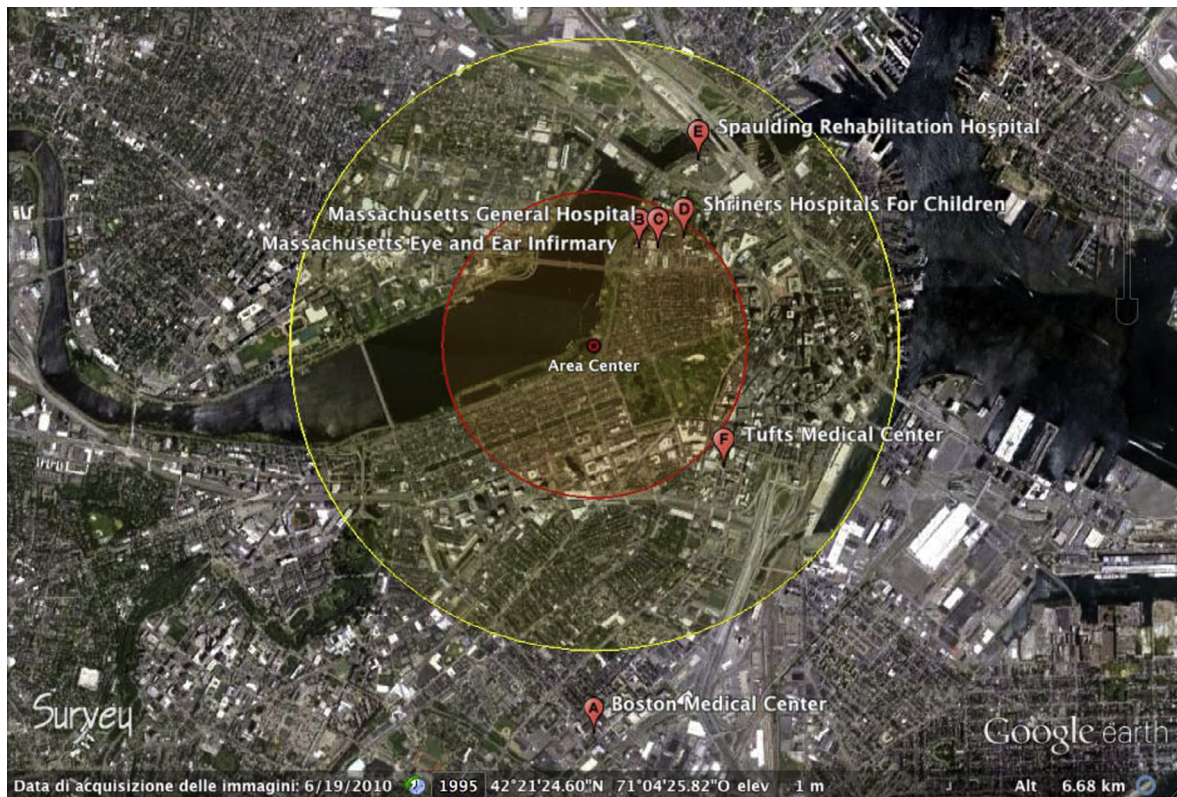 E Spaulding Rehabilitation Hospital
Massachusetts General Hospital B C D Shriners Hospitals For Children
Massachusetts Eye and Ear Infirmary
Area Center
F Tufts Medical Center
A Boston Medical Center
Survey
Google earth
Data di acquisizione delle immagini: 6/19/2010 1995 42°21'24.60"N 71°04'25.82"O elev 1 m Alt 6.68 km